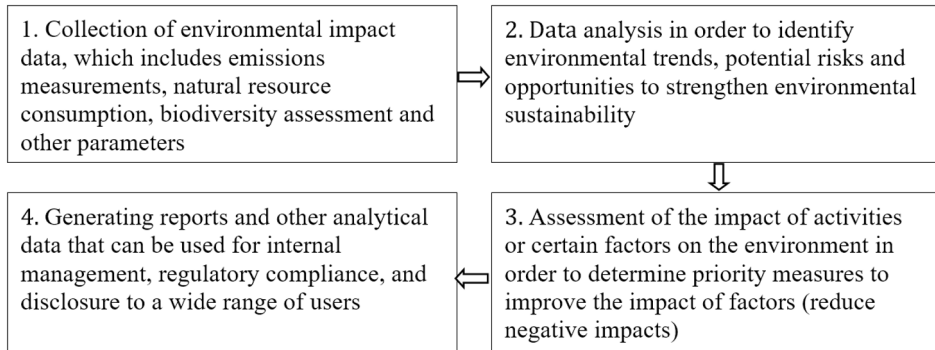 1. Collection of environmental impact
data, which includes emissions
measurements, natural resource
consumption, biodiversity assessment and
other parameters
2. Data analysis in order to identify
environmental trends, potential risks and
opportunities to strengthen environmental
sustainability
3. Assessment of the impact of activities
or certain factors on the environment in
order to determine priority measures to
improve the impact of factors (reduce
negative impacts)
4. Generating reports and other analytical
data that can be used for internal
management, regulatory compliance, and
disclosure to a wide range of users